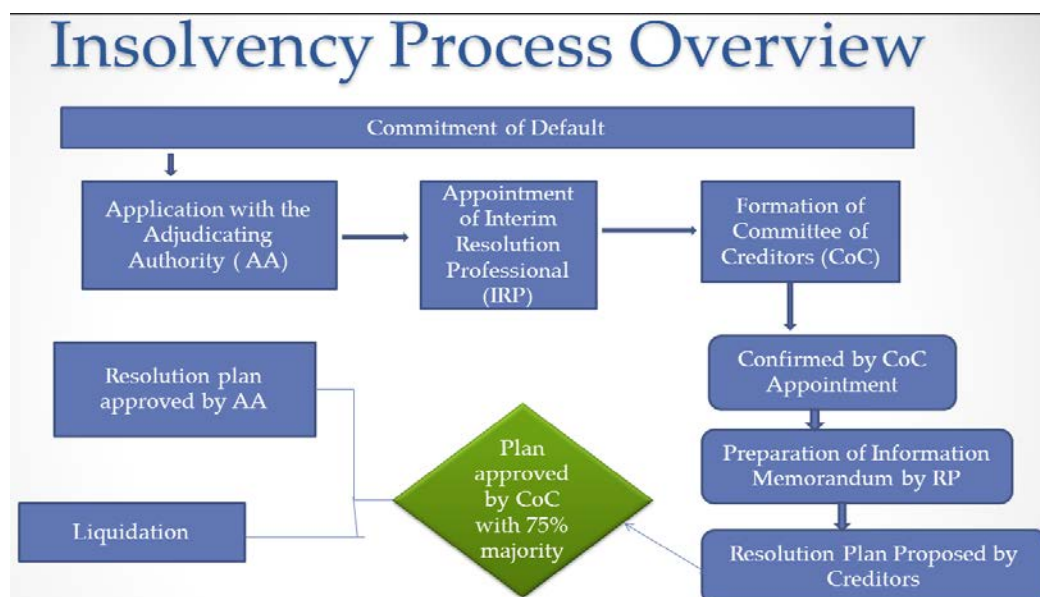 Insolvency Process Overview
Commitment of Default
Application with the
Adjudicating
Authority ( AA)
Appointment
of Interim
Resolution
Professional
(IRP)
Formation of
Committee of
Creditors (CoC)
Confirmed by CoC
Appointment
Preparation of Information
Memorandum by RP
Resolution Plan Proposed by
Creditors
Plan
approved
by CoC
with 75%
majority
Resolution plan
approved by AA
Liquidation